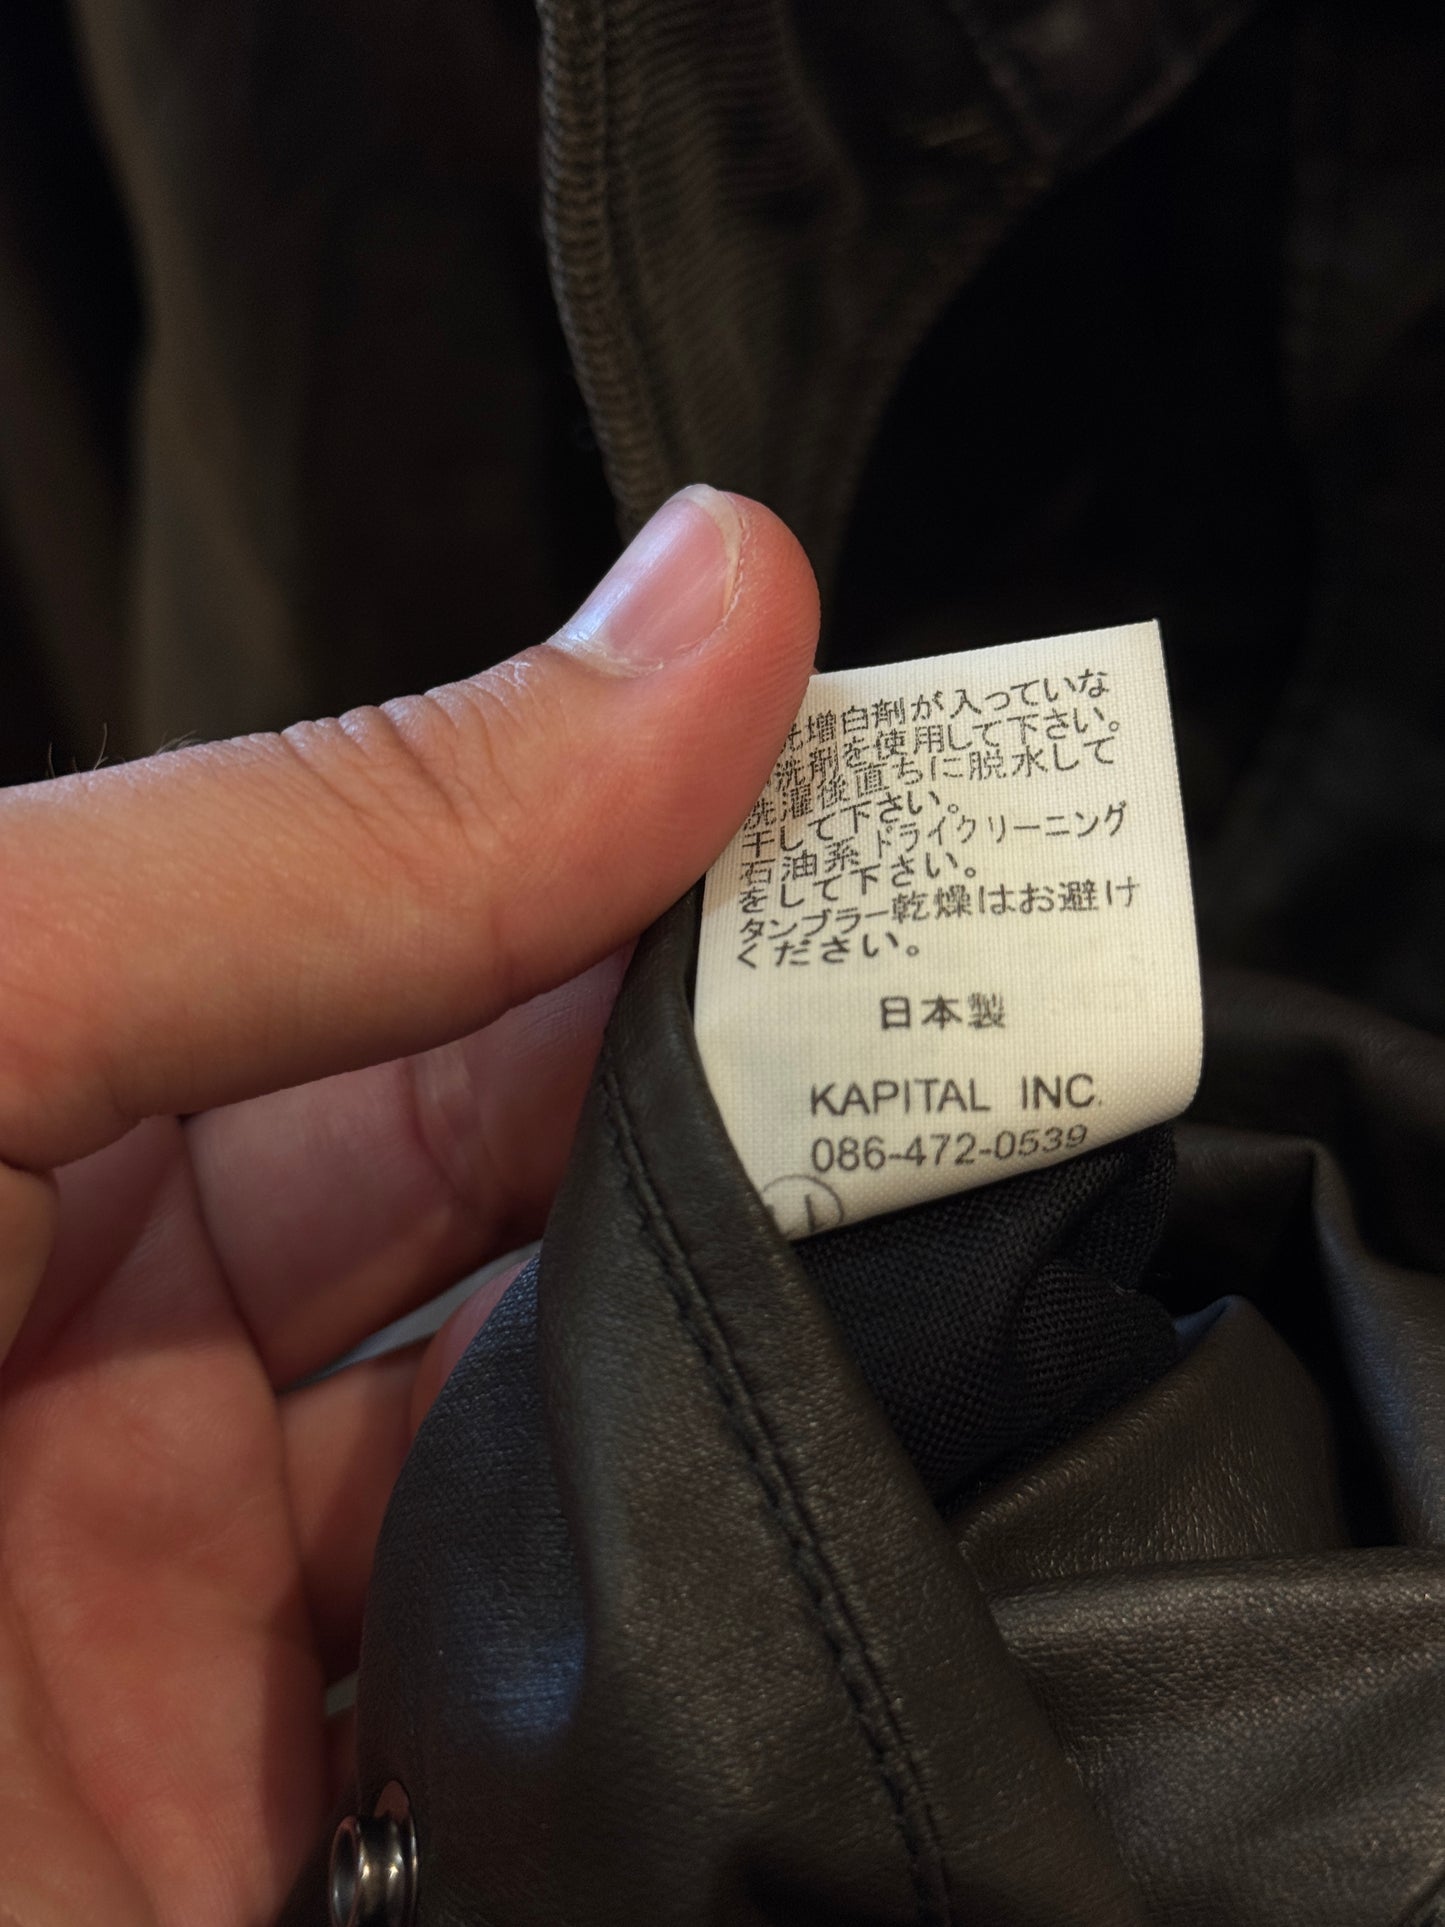 増白剤が入っていな
洗剤を使用して下さい。
洗濯後直ちに脱水して
干して下さい。
石油系ドライクリーニング
をして下さい。
タンブラー乾燥はお避け
ください。
日本製
KAPITAL INC.
086-472-0539